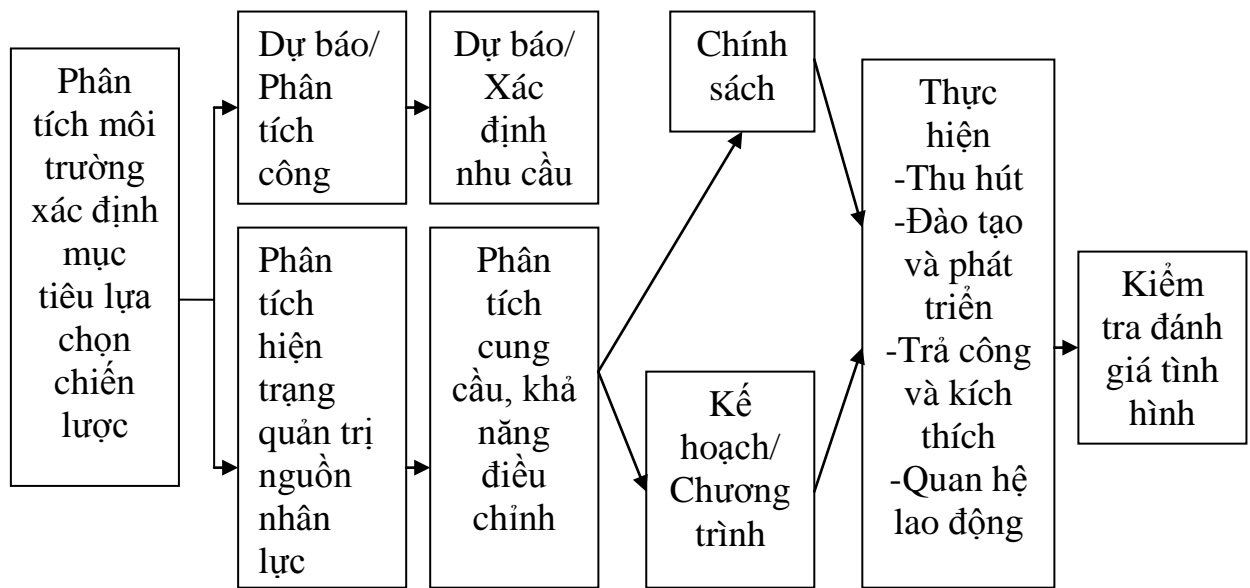 Phân
tích môi
trường
xác định
mục
tiêu lựa
chọn
chiến
lược
Dự báo/
Phân
tích
công
Dự báo/
Xác
định
nhu cầu
Phân
tích
hiện
trạng
quản trị
nguồn
nhân
lực
Phân
tích
cung
cầu, khả
năng
điều
chỉnh
Chính
sách
Kế
hoạch/
Chương
trình
Thực
hiện
-Thu hút
-Đào tạo
và phát
triển
-Trả công
và kích
thích
-Quan hệ
lao động
Kiểm
tra đánh
giá tình
hình